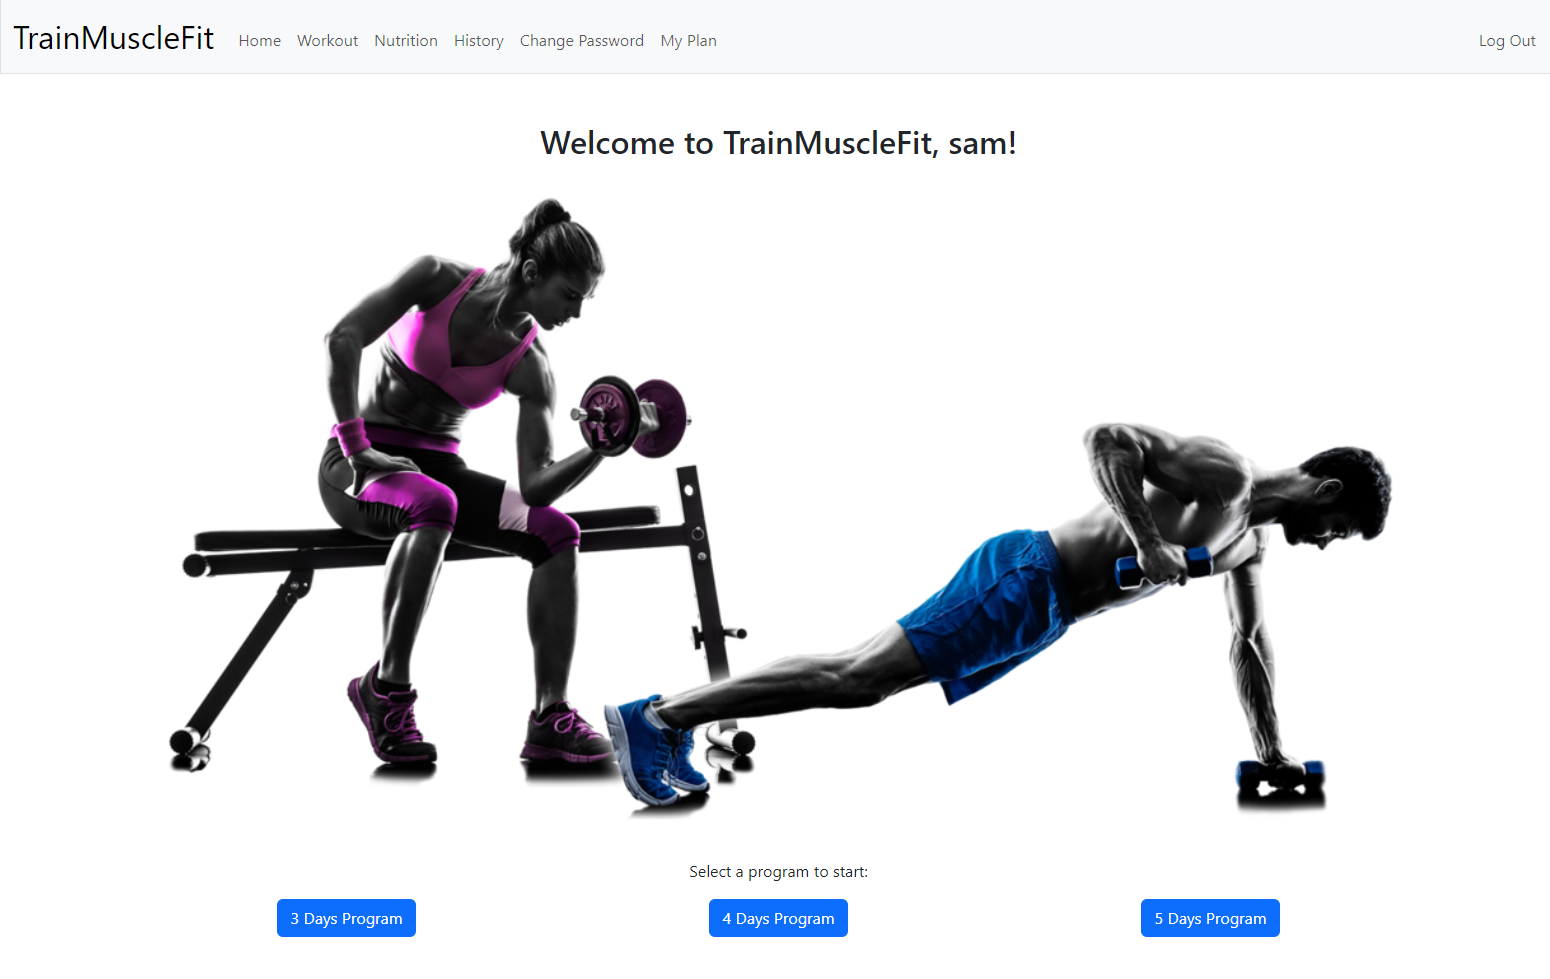 TrainMuscleFit Home Workout Nutrition History Change Password My Plan Log Out
Welcome to TrainMuscleFit, sam!
Select a program to start:
3 Days Program 4 Days Program 5 Days Program